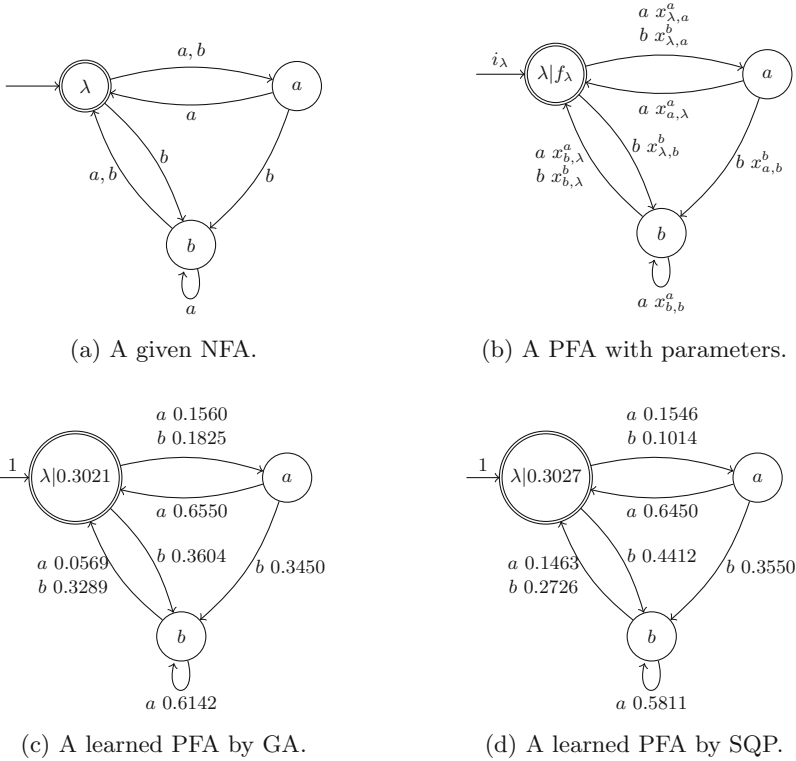 a, b
λ
a
a
a, b
b
b
b
a
(a) A given NFA.
a x^a_{λ,a}
b x^b_{λ,a}
i_λ
λ|f_λ
a
a x^a_{a,λ}
a x^a_{b,λ}
b x^b_{b,λ}
b x^b_{λ,b}
b x^b_{a,b}
b
a x^a_{b,b}
(b) A PFA with parameters.
a 0.1560
b 0.1825
1
λ|0.3021
a
a 0.6550
a 0.0569
b 0.3289
b 0.3604
b 0.3450
b
a 0.6142
(c) A learned PFA by GA.
a 0.1546
b 0.1014
1
λ|0.3027
a
a 0.6450
a 0.1463
b 0.2726
b 0.4412
b 0.3550
b
a 0.5811
(d) A learned PFA by SQP.